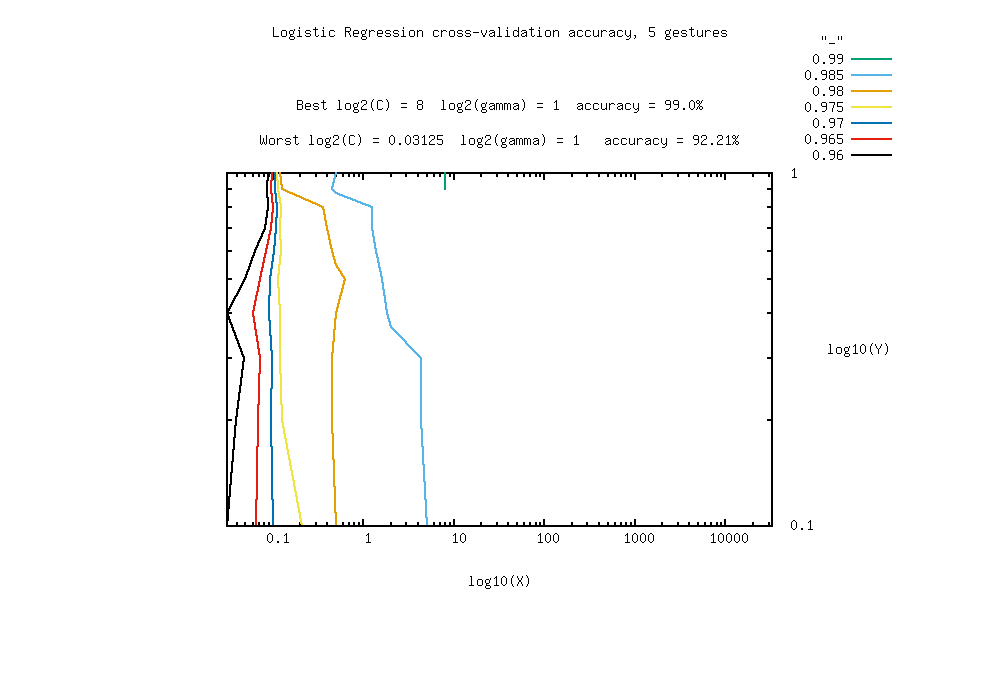 Logistic Regression cross-validation accuracy, 5 gestures
"_"
0.99
0.985
0.98
0.975
0.97
0.965
0.96
Best log2(C) = 8  log2(gamma) = 1  accuracy = 99.0%
Worst log2(C) = 0.03125  log2(gamma) = 1   accuracy = 92.21%
1
log10(Y)
0.1
0.1 1 10 100 1000 10000
log10(X)